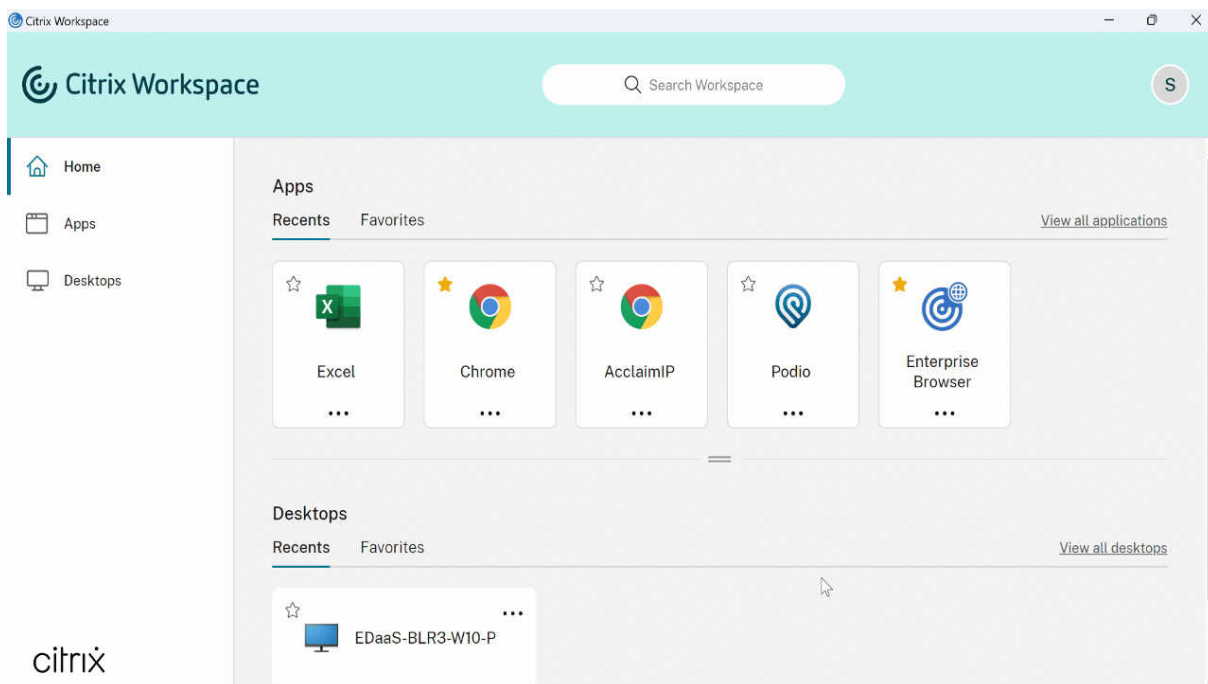 Citrix Workspace
Citrix Workspace
Search Workspace
S
Home
Apps
Desktops
Apps
Recents Favorites View all applications
X
Excel
Chrome
AcclaimIP
Podio
Enterprise
Browser
Desktops
Recents Favorites View all desktops
EDaaS-BLR3-W10-P
citrix